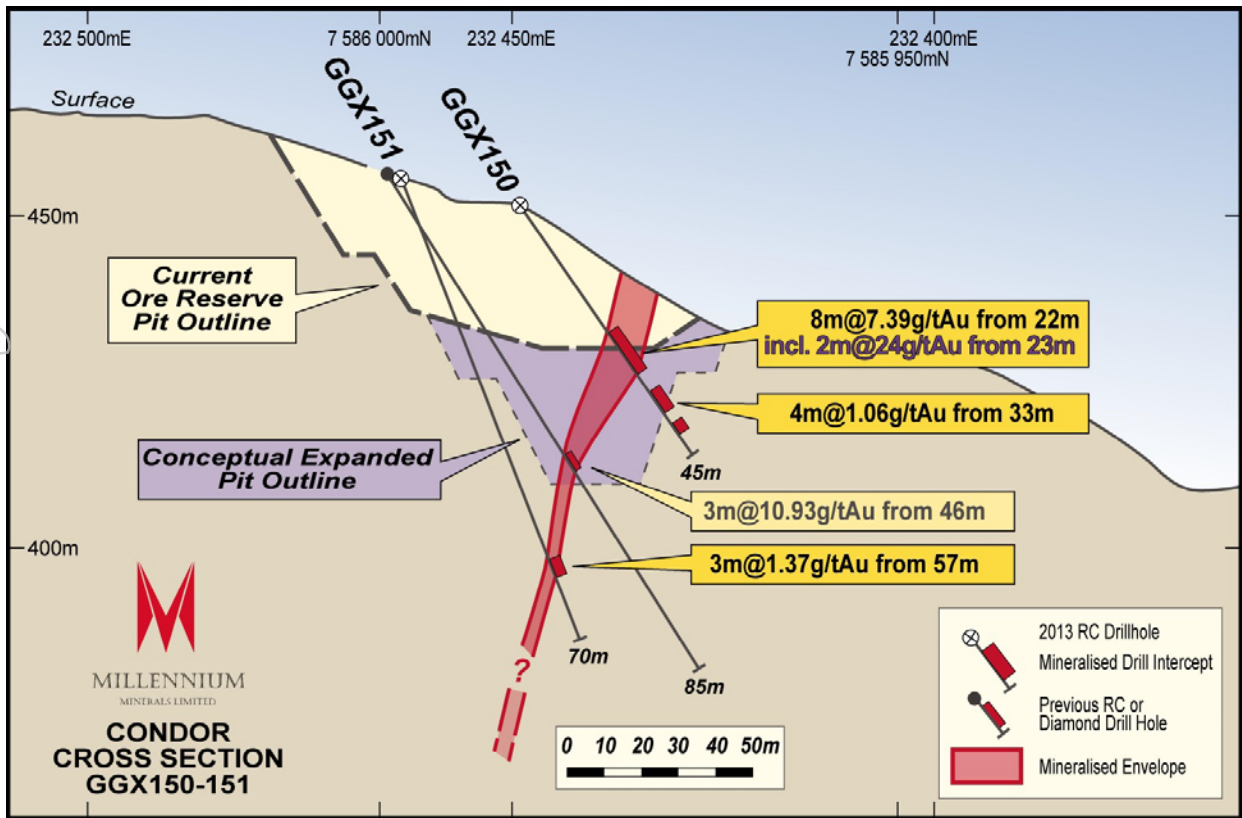 232 500mE
7 586 000mN
232 450mE
232 400mE
7 585 950mN
Surface
GGX151
GGX150
450m
450m
Current
Ore Reserve
Pit Outline
8m@7.39g/tAu from 22m
incl. 2m@24g/tAu from 23m
4m@1.06g/tAu from 33m
Conceptual Expanded
Pit Outline
45m
3m@10.93g/tAu from 46m
400m
3m@1.37g/tAu from 57m
70m
?
85m
MILLENNIUM
MINERALS LIMITED
CONDOR
CROSS SECTION
GGX150-151
0 10 20 30 40 50m
2013 RC Drillhole
Mineralised Drill Intercept
Previous RC or
Diamond Drill Hole
Mineralised Envelope